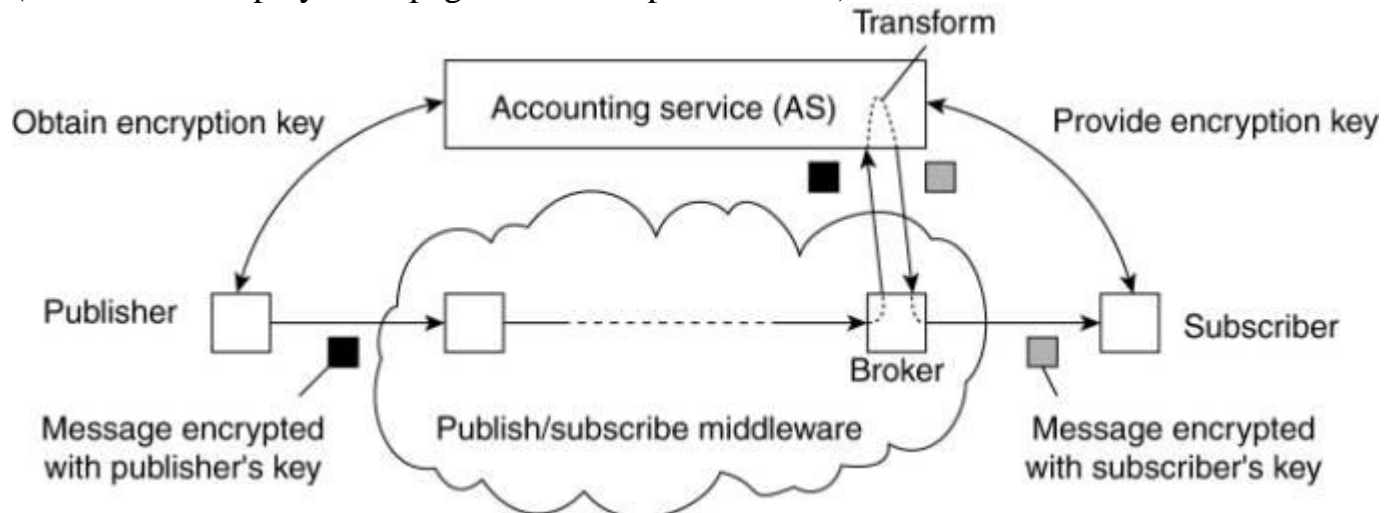 Transform
Accounting service (AS)
Obtain encryption key
Provide encryption key
Publisher
Subscriber
Broker
Message encrypted
with publisher's key
Publish/subscribe middleware
Message encrypted
with subscriber's key